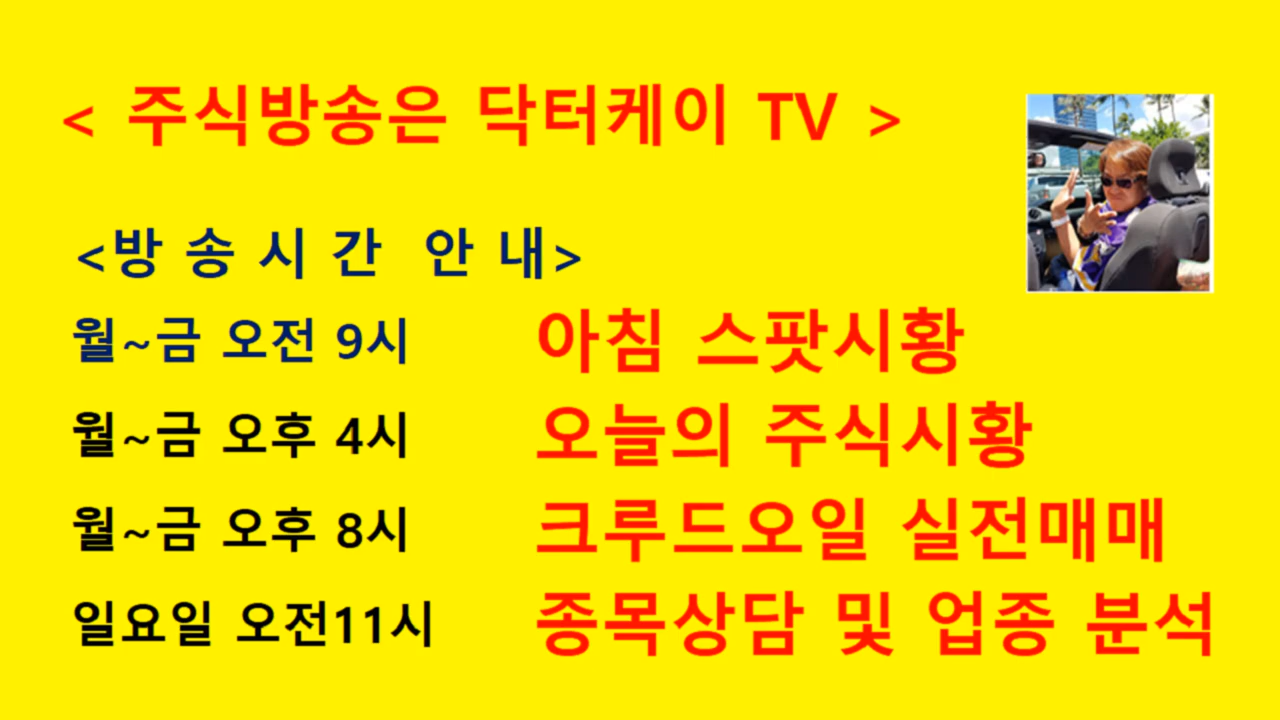 < 주식방송은 닥터케이 TV >
<방 송 시 간 안 내>
월~금 오전 9시 아침 스팟시황
월~금 오후 4시 오늘의 주식시황
월~금 오후 8시 크루드오일 실전매매
일요일 오전11시 종목상담 및 업종 분석